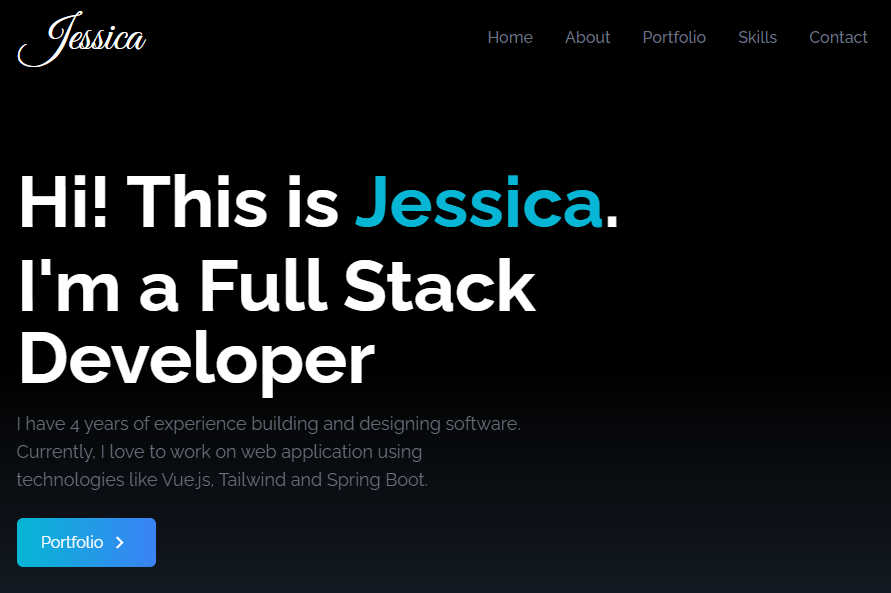 Jessica
Home About Portfolio Skills Contact
Hi! This is Jessica.
I'm a Full Stack
Developer
I have 4 years of experience building and designing software.
Currently, I love to work on web application using
technologies like Vue.js, Tailwind and Spring Boot.
Portfolio